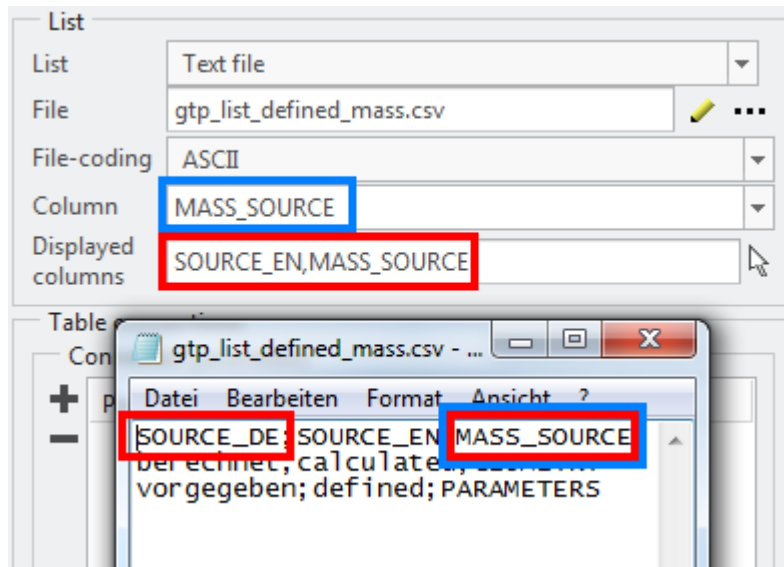 List
List Text file
File gtp_list_defined_mass.csv
File-coding ASCII
Column MASS_SOURCE
Displayed columns SOURCE_EN,MASS_SOURCE
Table
Con
gtp_list_defined_mass.csv - ...
Datei Bearbeiten Format Ansicht ?
SOURCE_DE;SOURCE_EN MASS_SOURCE
berechnet;calculated
vorgegeben;defined;PARAMETERS